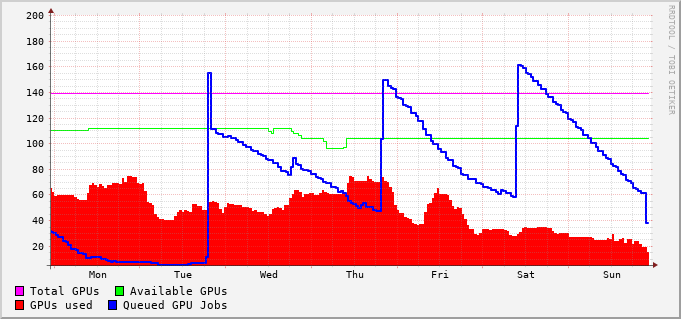 200
180
160
140
120
100
80
60
40
20
Mon Tue Wed Thu Fri Sat Sun
Total GPUs Available GPUs
GPUs used Queued GPU Jobs
RRDTOOL / TOBI OETIKER